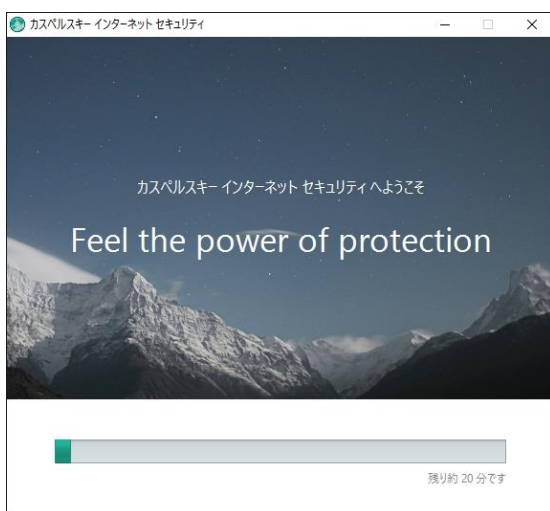 カスペルスキー インターネット セキュリティ
カスペルスキー インターネット セキュリティ へようこそ
Feel the power of protection
残り約 20 分です